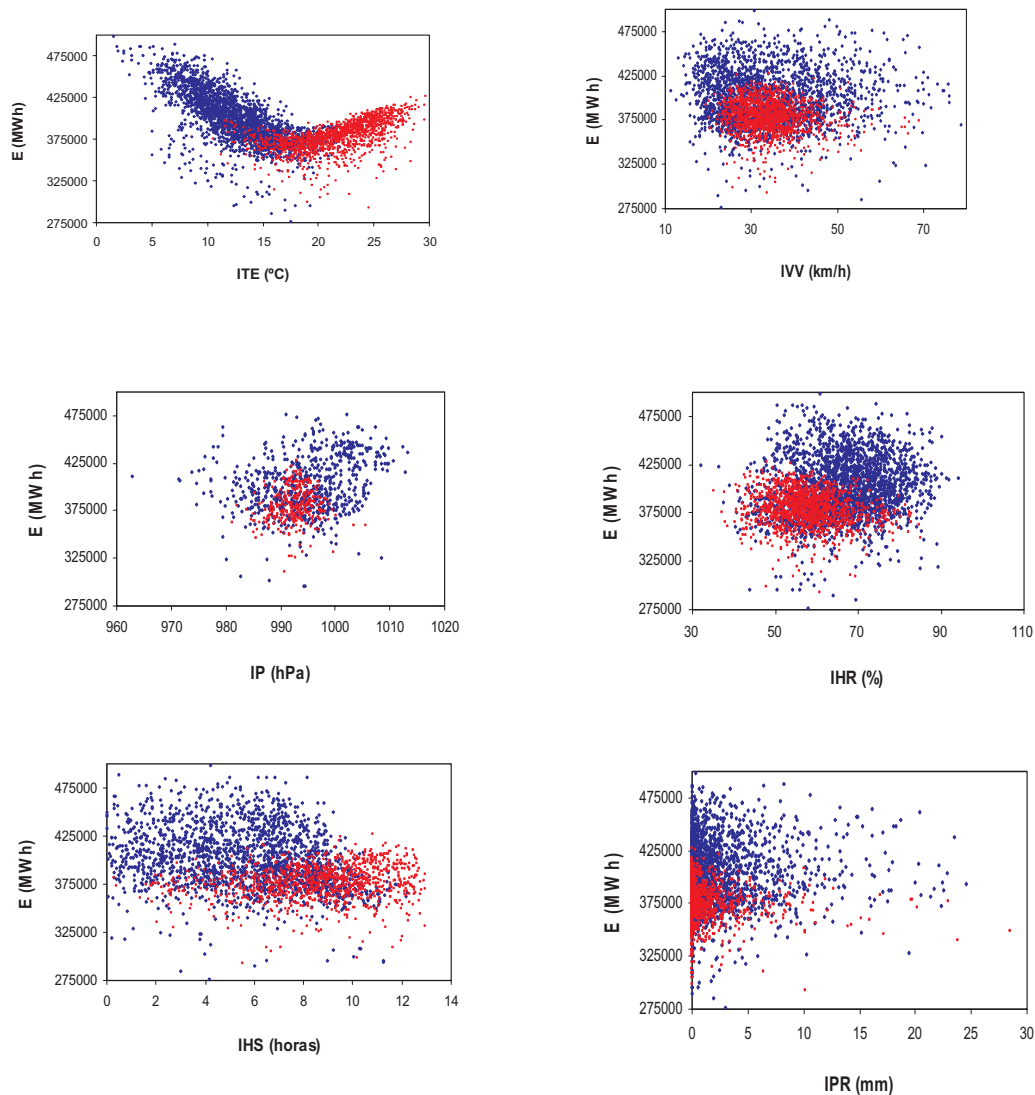 475000
425000
375000
325000
275000
E (MWh)
0 5 10 15 20 25 30
ITE (ºC)
475000
425000
375000
325000
275000
E (MWh)
10 30 50 70
IVV (km/h)
475000
425000
375000
325000
275000
E (MWh)
960 970 980 990 1000 1010 1020
IP (hPa)
475000
425000
375000
325000
275000
E (MWh)
30 50 70 90 110
IHR (%)
475000
425000
375000
325000
275000
E (MWh)
0 2 4 6 8 10 12 14
IHS (horas)
475000
425000
375000
325000
275000
E (MWh)
0 5 10 15 20 25 30
IPR (mm)